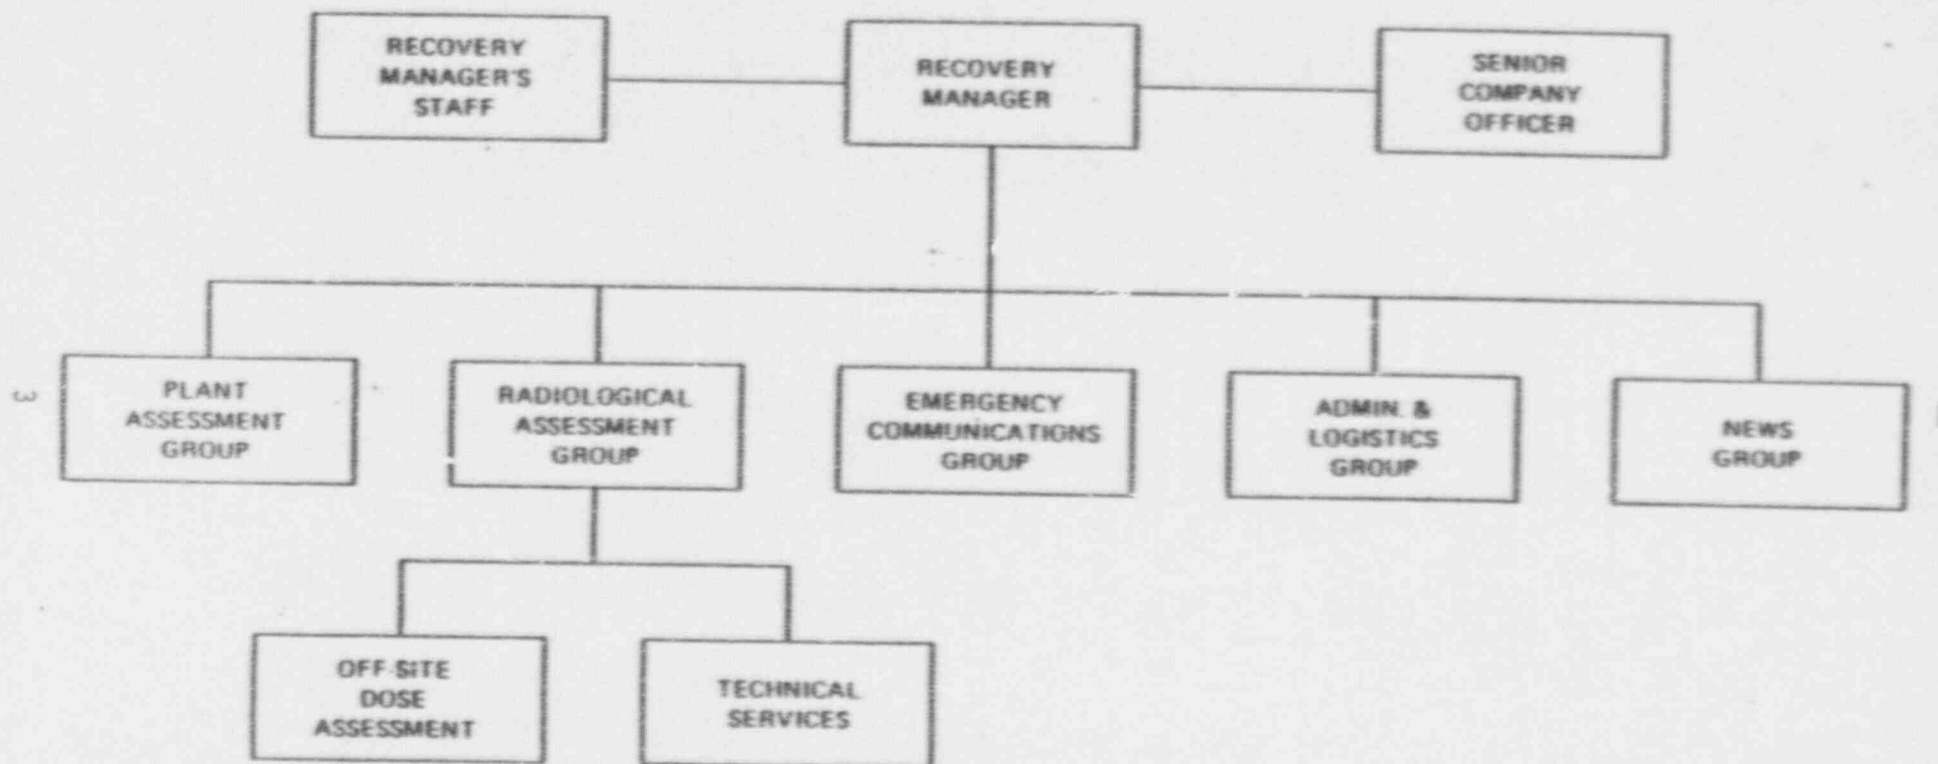 RECOVERY
MANAGER'S
STAFF
RECOVERY
MANAGER
SENIOR
COMPANY
OFFICER
3
PLANT
ASSESSMENT
GROUP
RADIOLOGICAL
ASSESSMENT
GROUP
EMERGENCY
COMMUNICATIONS
GROUP
ADMIN. &
LOGISTICS
GROUP
NEWS
GROUP
OFF-SITE
DOSE
ASSESSMENT
TECHNICAL
SERVICES